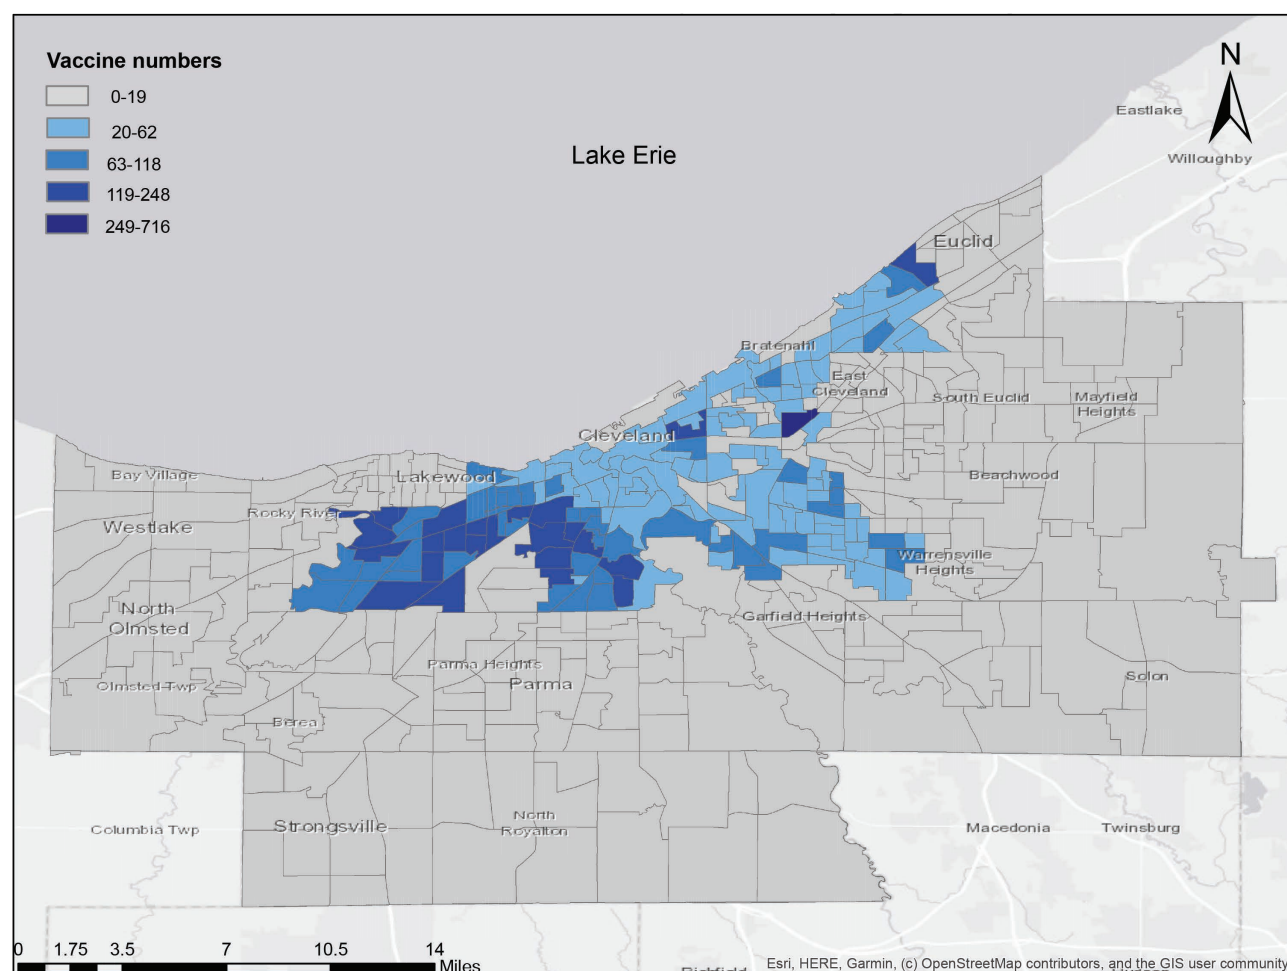 Vaccine numbers
0-19
20-62
63-118
119-248
249-716
N
Lake Erie
Eastlake
Willoughby
Euclid
Bratenahl
East
Cleveland
South Euclid
Mayfield
Heights
Cleveland
Bay Village
Lakewood
Beachwood
Rocky River
Westlake
Warrensville
Heights
North
Olmsted
Garfield Heights
Parma Heights
Parma
Olmsted Twp
Solon
Berea
Columbia Twp
Strongsville
North
Royalton
Macedonia
Twinsburg
0 1.75 3.5 7 10.5 14
Miles
Esri, HERE, Garmin, (c) OpenStreetMap contributors, and the GIS user community